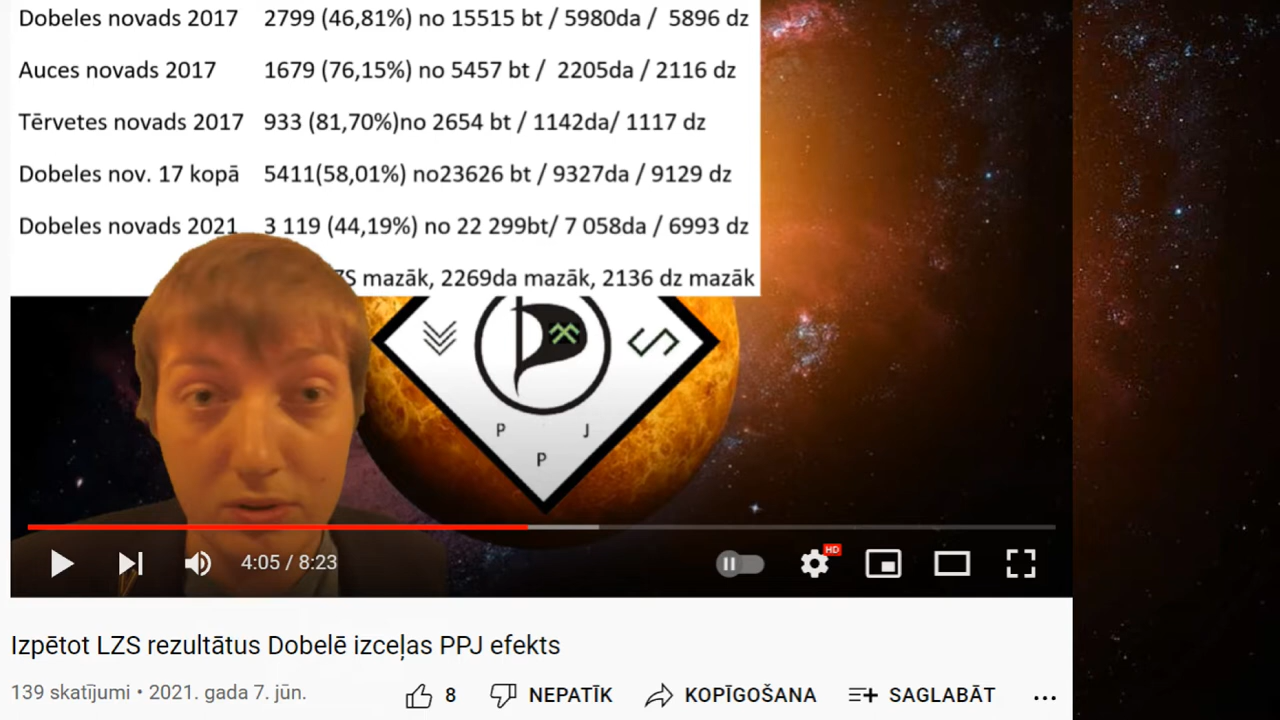 Dobeles novads 2017 2799 (46,81%) no 15515 bt / 5980da / 5896 dz
Auces novads 2017 1679 (76,15%) no 5457 bt / 2205da / 2116 dz
Tērvetes novads 2017 933 (81,70%)no 2654 bt / 1142da/ 1117 dz
Dobeles nov. 17 kopā 5411(58,01%) no23626 bt / 9327da / 9129 dz
Dobeles novads 2021 3 119 (44,19%) no 22 299bt/ 7 058da / 6993 dz
mazāk, 2269da mazāk, 2136 dz mazāk
P J
P
4:05 / 8:23
HD
Izpētot LZS rezultātus Dobelē izceļas PPJ efekts
139 skatījumi • 2021. gada 7. jūn.
8 NEPATĪK KOPĪGOŠANA SAGLABĀT